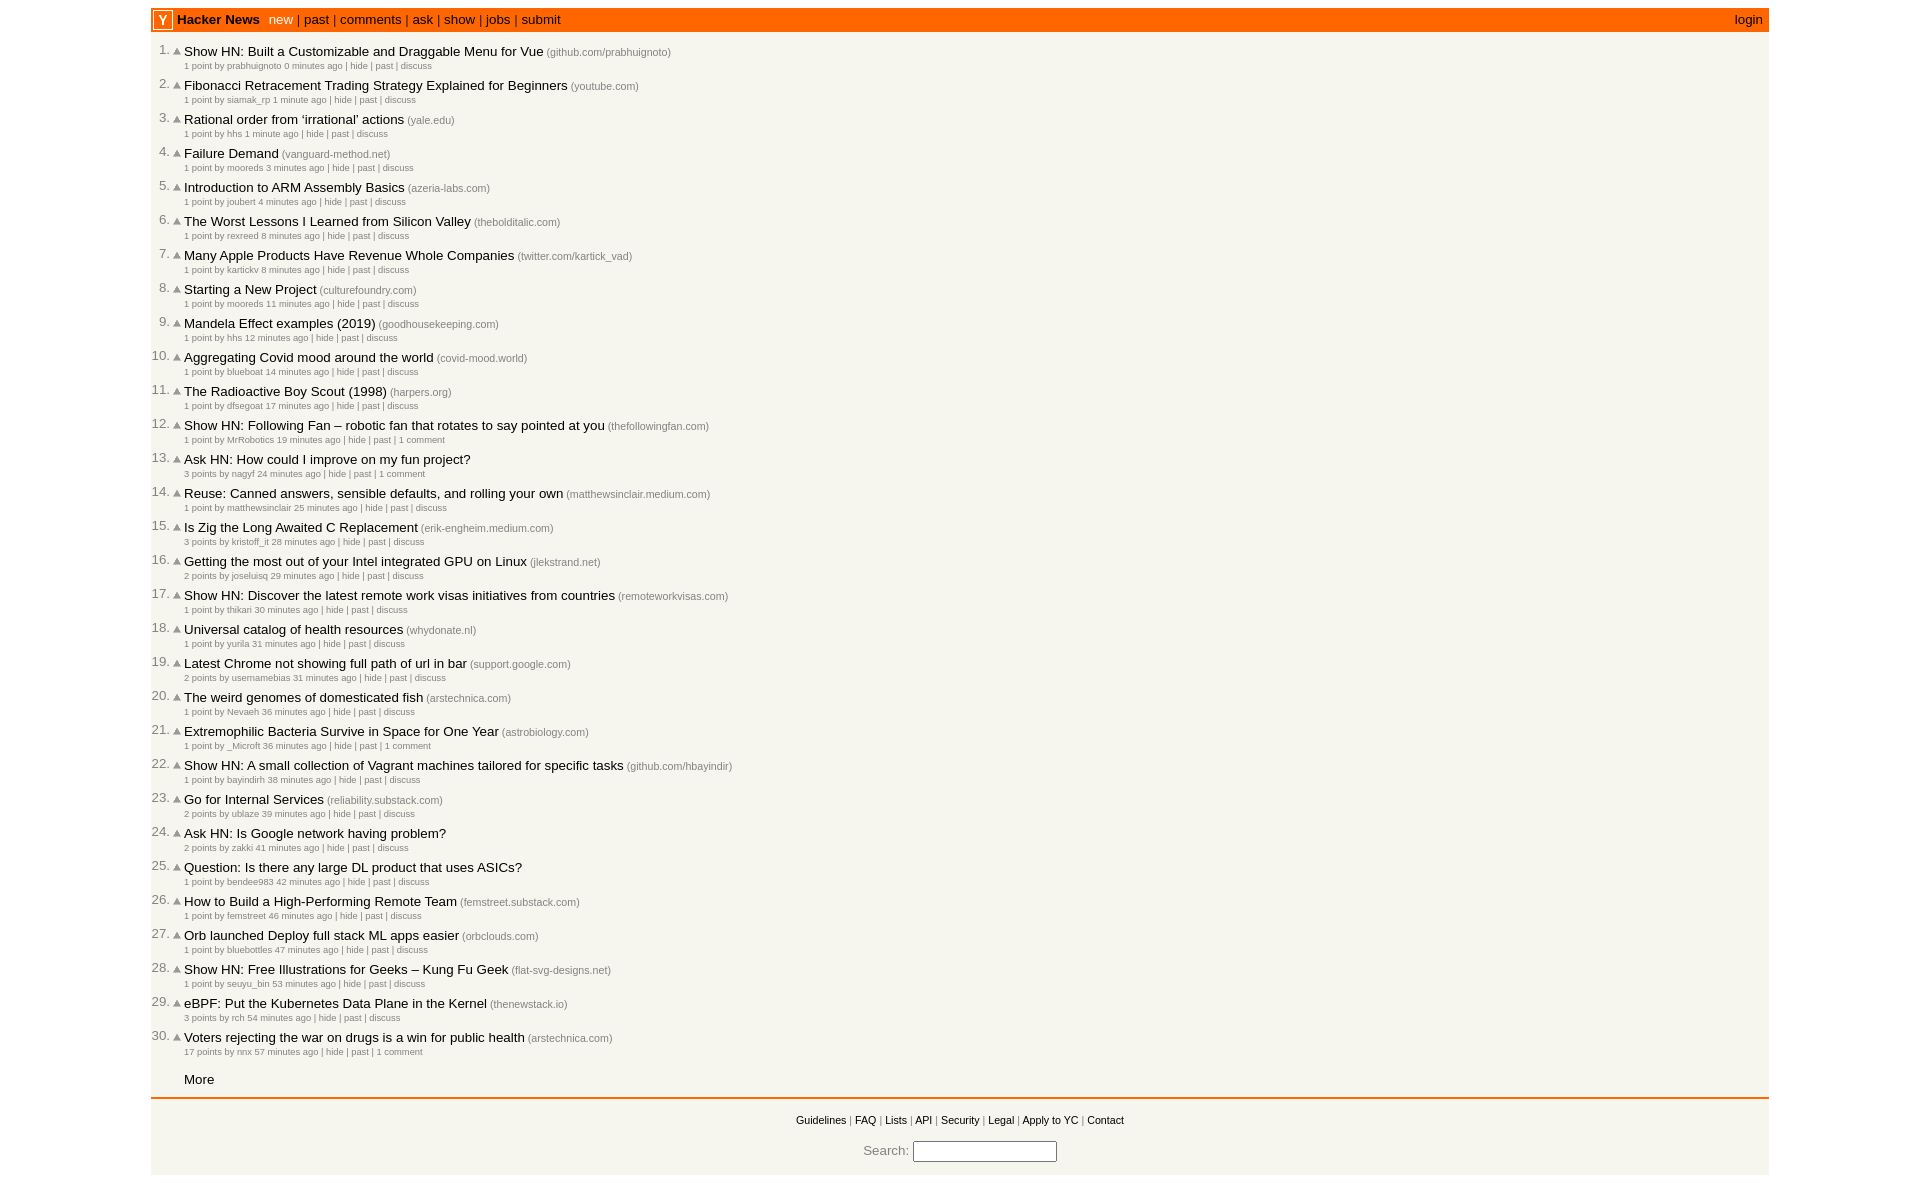 Y Hacker News new | past | comments | ask | show | jobs | submit login
1. Show HN: Built a Customizable and Draggable Menu for Vue (github.com/prabhuignoto)
1 point by prabhuignoto 0 minutes ago | hide | past | discuss
2. Fibonacci Retracement Trading Strategy Explained for Beginners (youtube.com)
1 point by siamak_rp 1 minute ago | hide | past | discuss
3. Rational order from ‘irrational’ actions (yale.edu)
1 point by hhs 1 minute ago | hide | past | discuss
4. Failure Demand (vanguard-method.net)
1 point by mooreds 3 minutes ago | hide | past | discuss
5. Introduction to ARM Assembly Basics (azeria-labs.com)
1 point by joubert 4 minutes ago | hide | past | discuss
6. The Worst Lessons I Learned from Silicon Valley (thebolditalic.com)
1 point by rexreed 8 minutes ago | hide | past | discuss
7. Many Apple Products Have Revenue Whole Companies (twitter.com/kartick_vad)
1 point by kartickv 8 minutes ago | hide | past | discuss
8. Starting a New Project (culturefoundry.com)
1 point by mooreds 11 minutes ago | hide | past | discuss
9. Mandela Effect examples (2019) (goodhousekeeping.com)
1 point by hhs 12 minutes ago | hide | past | discuss
10. Aggregating Covid mood around the world (covid-mood.world)
1 point by blueboat 14 minutes ago | hide | past | discuss
11. The Radioactive Boy Scout (1998) (harpers.org)
1 point by dfsegoat 17 minutes ago | hide | past | discuss
12. Show HN: Following Fan – robotic fan that rotates to say pointed at you (thefollowingfan.com)
1 point by MrRobotics 19 minutes ago | hide | past | 1 comment
13. Ask HN: How could I improve on my fun project?
3 points by nagyf 24 minutes ago | hide | past | 1 comment
14. Reuse: Canned answers, sensible defaults, and rolling your own (matthewsinclair.medium.com)
1 point by matthewsinclair 25 minutes ago | hide | past | discuss
15. Is Zig the Long Awaited C Replacement (erik-engheim.medium.com)
3 points by kristoff_it 28 minutes ago | hide | past | discuss
16. Getting the most out of your Intel integrated GPU on Linux (jlekstrand.net)
2 points by joseluisq 29 minutes ago | hide | past | discuss
17. Show HN: Discover the latest remote work visas initiatives from countries (remoteworkvisas.com)
1 point by thikari 30 minutes ago | hide | past | discuss
18. Universal catalog of health resources (whydonate.nl)
1 point by yurila 31 minutes ago | hide | past | discuss
19. Latest Chrome not showing full path of url in bar (support.google.com)
2 points by usernamebias 31 minutes ago | hide | past | discuss
20. The weird genomes of domesticated fish (arstechnica.com)
1 point by Nevaeh 36 minutes ago | hide | past | discuss
21. Extremophilic Bacteria Survive in Space for One Year (astrobiology.com)
1 point by _Microft 36 minutes ago | hide | past | 1 comment
22. Show HN: A small collection of Vagrant machines tailored for specific tasks (github.com/hbayindir)
1 point by bayindirh 38 minutes ago | hide | past | discuss
23. Go for Internal Services (reliability.substack.com)
2 points by ublaze 39 minutes ago | hide | past | discuss
24. Ask HN: Is Google network having problem?
2 points by zakki 41 minutes ago | hide | past | discuss
25. Question: Is there any large DL product that uses ASICs?
1 point by bendee983 42 minutes ago | hide | past | discuss
26. How to Build a High-Performing Remote Team (femstreet.substack.com)
1 point by femstreet 46 minutes ago | hide | past | discuss
27. Orb launched Deploy full stack ML apps easier (orbclouds.com)
1 point by bluebottles 47 minutes ago | hide | past | discuss
28. Show HN: Free Illustrations for Geeks – Kung Fu Geek (flat-svg-designs.net)
1 point by seuyu_bin 53 minutes ago | hide | past | discuss
29. eBPF: Put the Kubernetes Data Plane in the Kernel (thenewstack.io)
3 points by rch 54 minutes ago | hide | past | discuss
30. Voters rejecting the war on drugs is a win for public health (arstechnica.com)
17 points by nnx 57 minutes ago | hide | past | 1 comment
More
Guidelines | FAQ | Lists | API | Security | Legal | Apply to YC | Contact
Search: